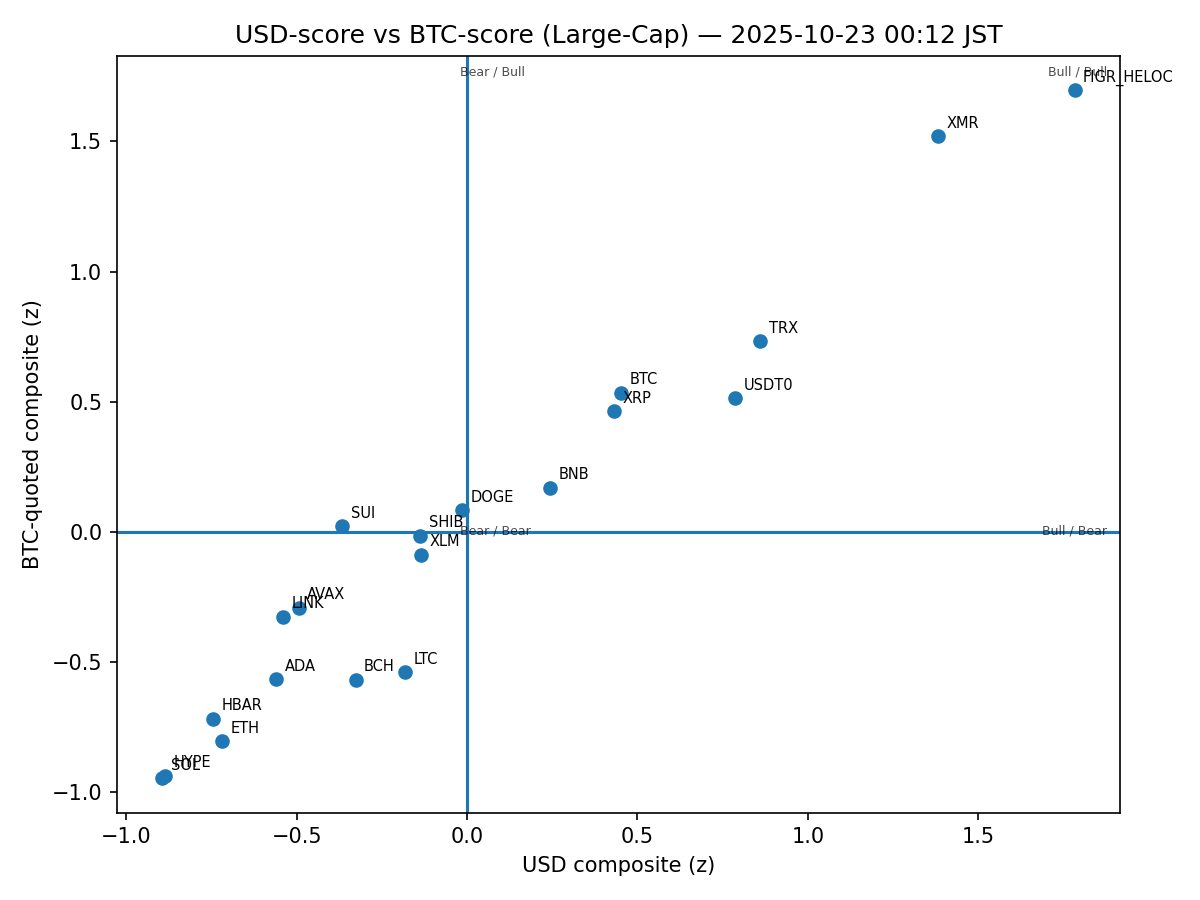 USD-score vs BTC-score (Large-Cap) — 2025-10-23 00:12 JST
Bear / Bull
Bull / Bull
FIGR_HELOC
XMR
TRX
BTC
USDT0
XRP
BNB
DOGE
SUI
SHIB
Bear / Bear
Bull / Bear
XLM
AVAX
LINK
LTC
ADA
BCH
HBAR
ETH
HYPE
SOL
1.5
1.0
0.5
0.0
−0.5
−1.0
BTC-quoted composite (z)
−1.0
−0.5
0.0
0.5
1.0
1.5
USD composite (z)